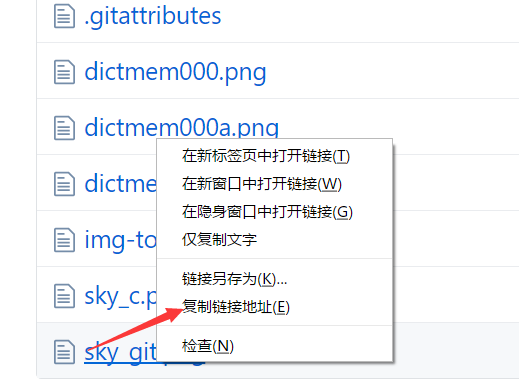 .gitattributes
dictmem000.png
dictmem000a.png
在新标签页中打开链接(T)
dictme
在新窗口中打开链接(W)
在隐身窗口中打开链接(G)
img-to
仅复制文字
链接另存为(K)...
sky_c.p
复制链接地址(E)
检查(N)
sky_git.png